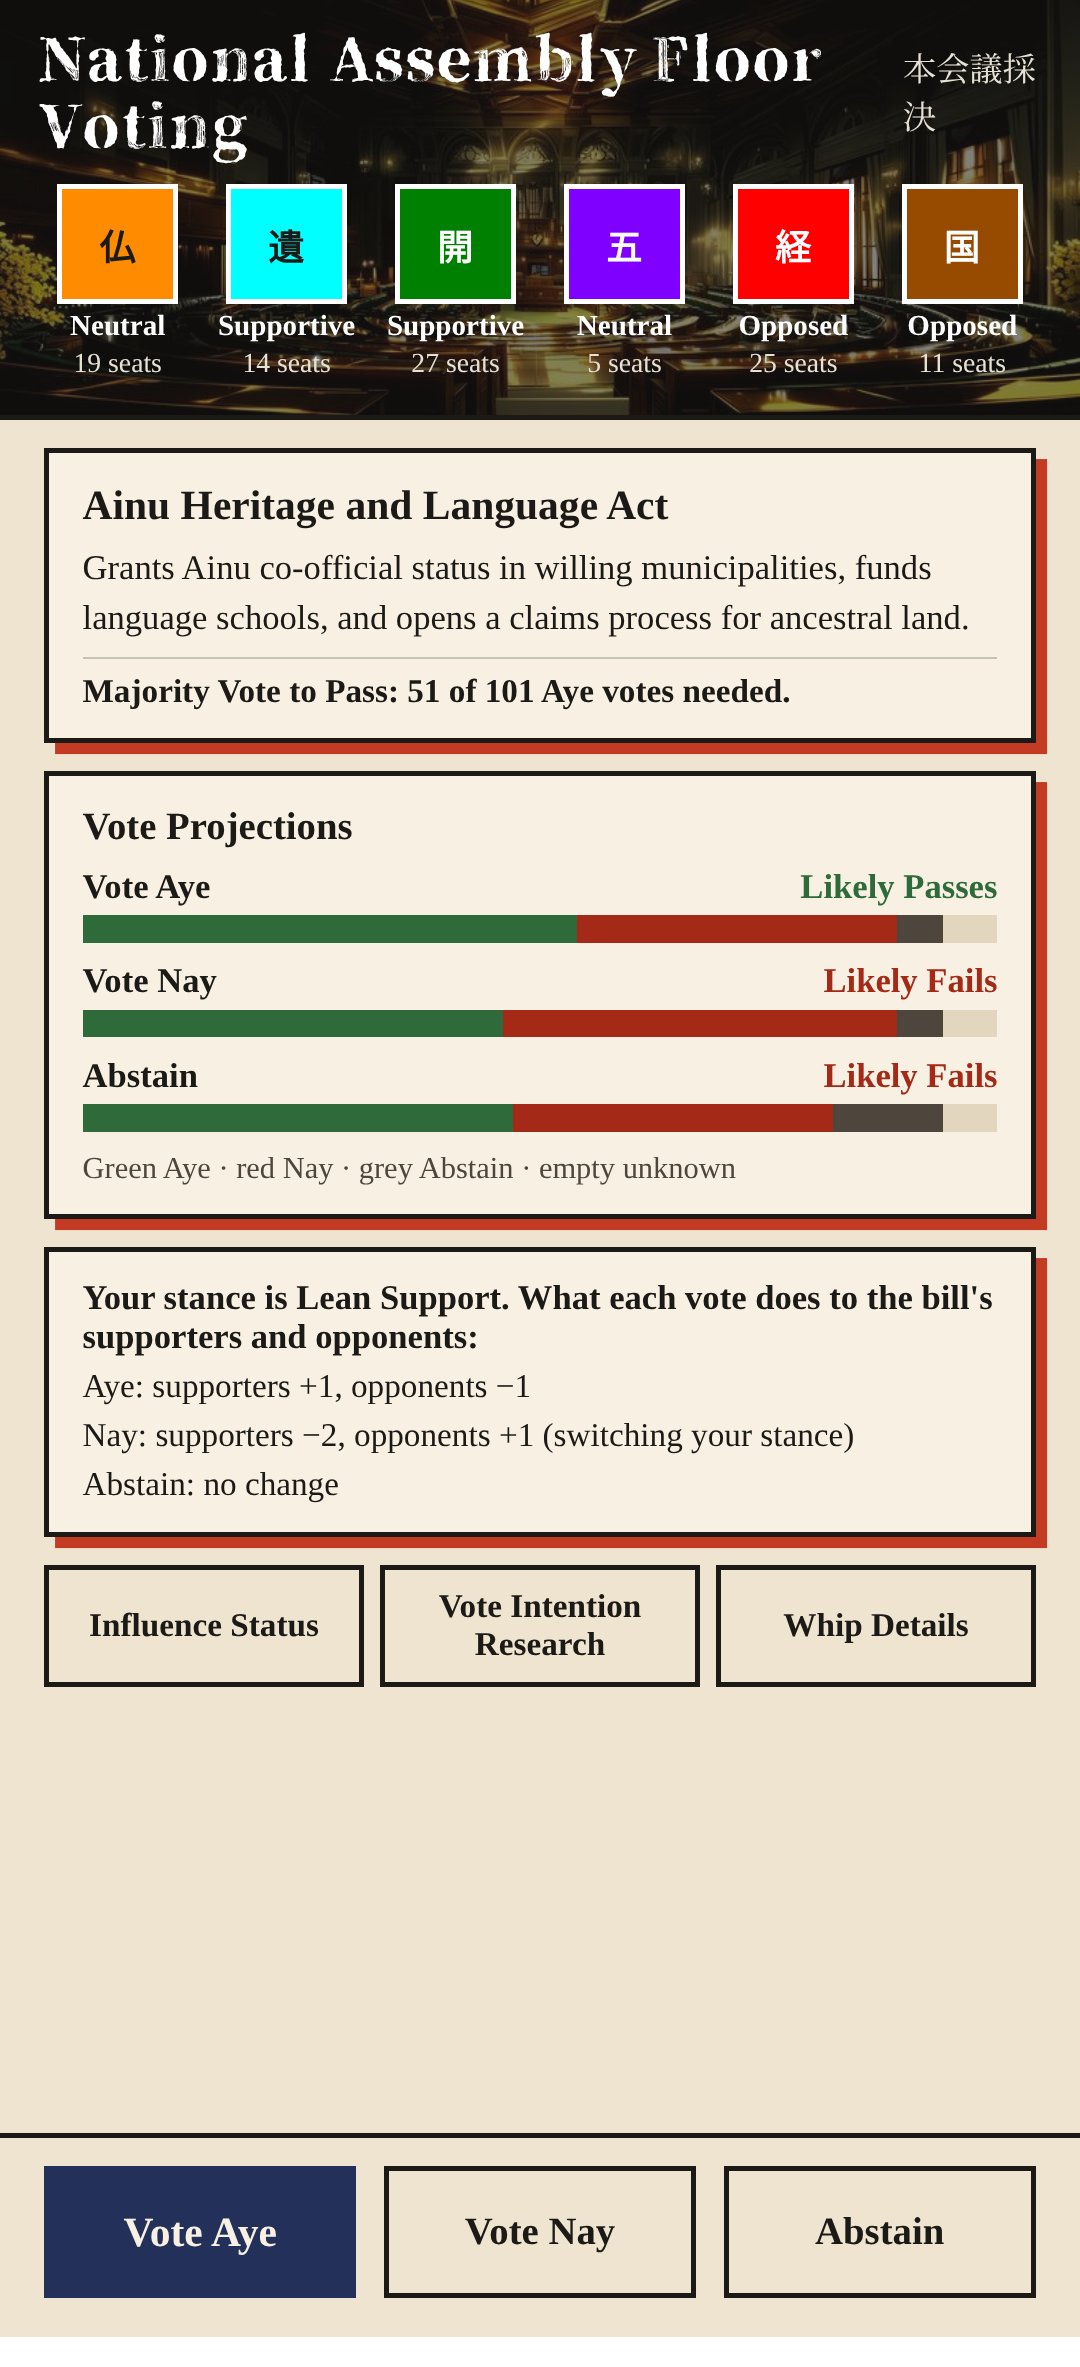 National Assembly Floor
Voting
本会議採
決
仏 遺 開 五 経 国
Neutral Supportive Supportive Neutral Opposed Opposed
19 seats 14 seats 27 seats 5 seats 25 seats 11 seats
Ainu Heritage and Language Act
Grants Ainu co-official status in willing municipalities, funds
language schools, and opens a claims process for ancestral land.
Majority Vote to Pass: 51 of 101 Aye votes needed.
Vote Projections
Vote Aye Likely Passes
Vote Nay Likely Fails
Abstain Likely Fails
Green Aye · red Nay · grey Abstain · empty unknown
Your stance is Lean Support. What each vote does to the bill's
supporters and opponents:
Aye: supporters +1, opponents −1
Nay: supporters −2, opponents +1 (switching your stance)
Abstain: no change
Influence Status
Vote Intention
Research
Whip Details
Vote Aye Vote Nay Abstain